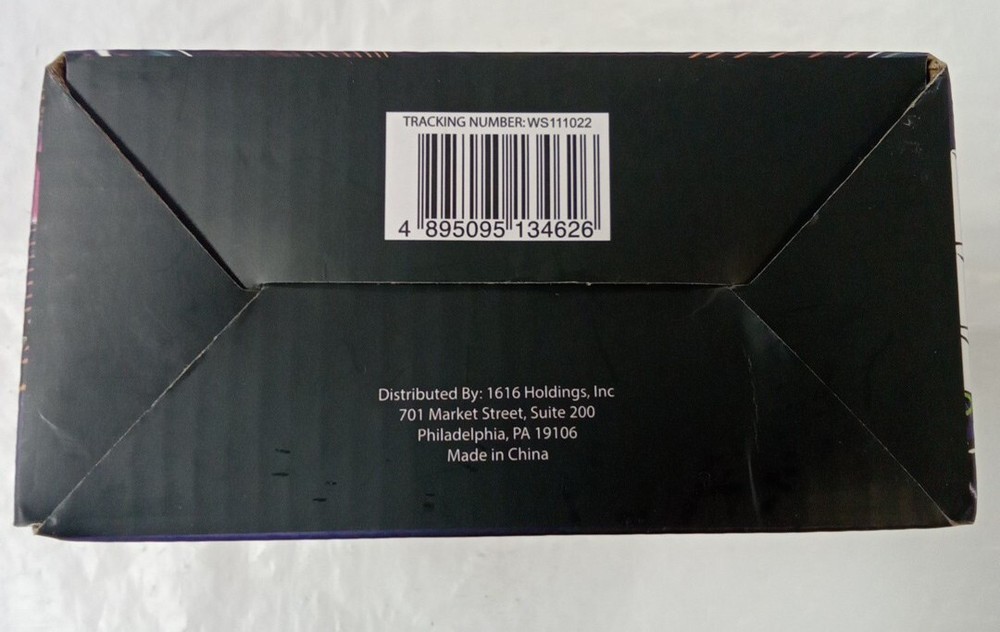 TRACKING NUMBER: WS111022
4 895095 134626
Distributed By: 1616 Holdings, Inc
701 Market Street, Suite 200
Philadelphia, PA 19106
Made in China